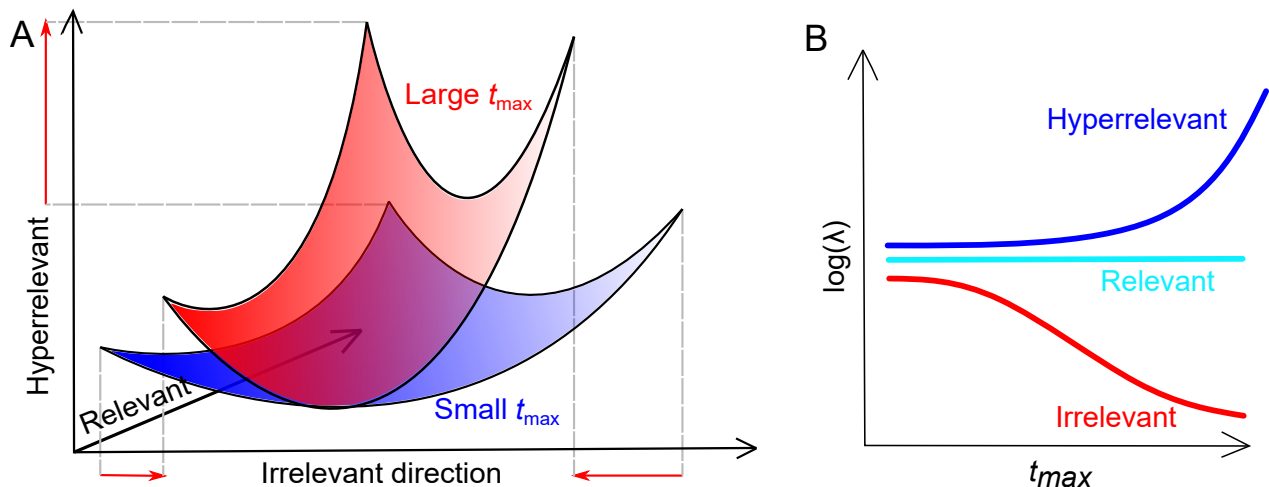 A
Large tmax
Hyperrelevant
Relevant
Small tmax
Irrelevant direction
B
Hyperrelevant
log(λ)
Relevant
Irrelevant
tmax